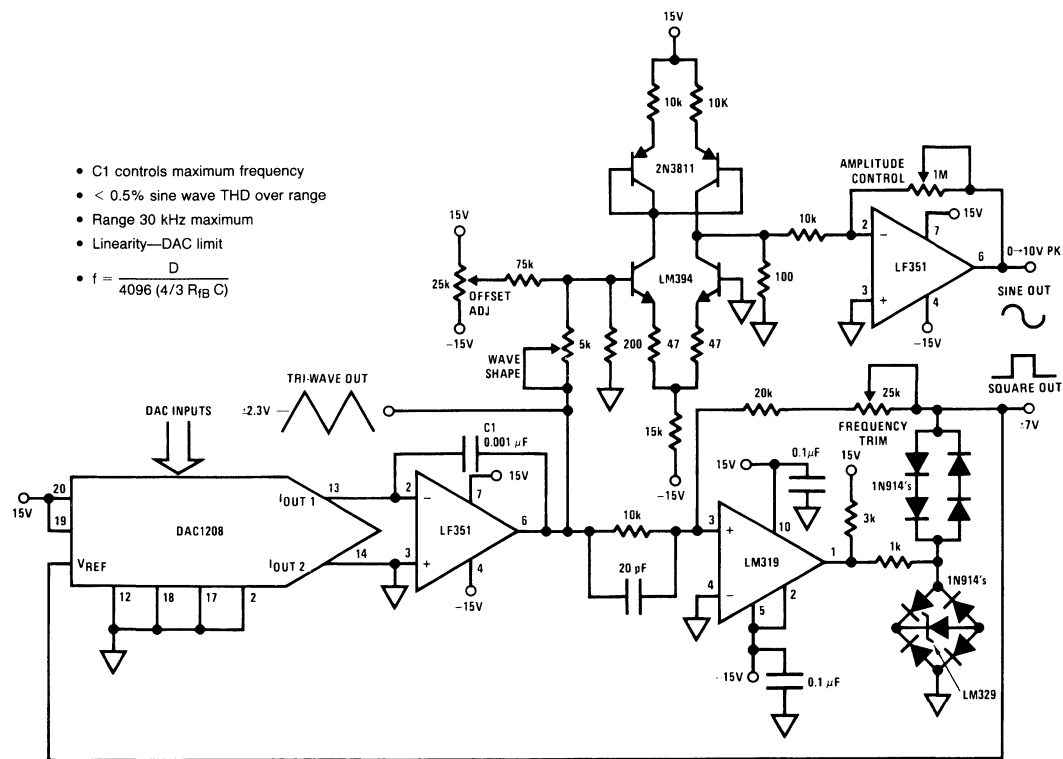 15V
10k
10K
2N3811
• C1 controls maximum frequency
• < 0.5% sine wave THD over range
• Range 30 kHz maximum
• Linearity—DAC limit
• f = D / 4096 (4/3 RfB C)
AMPLITUDE CONTROL
1M
15V
10k
2
−
7
15V
LF351
6
0→10V PK
3
+
4
−15V
SINE OUT
25k
75k
OFFSET ADJ
−15V
LM394
100
WAVE SHAPE
5k
200
47
47
TRI-WAVE OUT
±2.3V
DAC INPUTS
15k
−15V
20k
25k
FREQUENCY TRIM
SQUARE OUT
±7V
C1
0.001 µF
15V
0.1µF
15V
15V
1N914's
3k
20
15V
19
DAC1208
VREF
IOUT 1
13
IOUT 2
14
12
18
17
2
2
−
7
LF351
6
3
+
4
−15V
10k
20 pF
3
+
10
LM319
1
4
−
5
2
1k
1N914's
−15V
0.1 µF
LM329